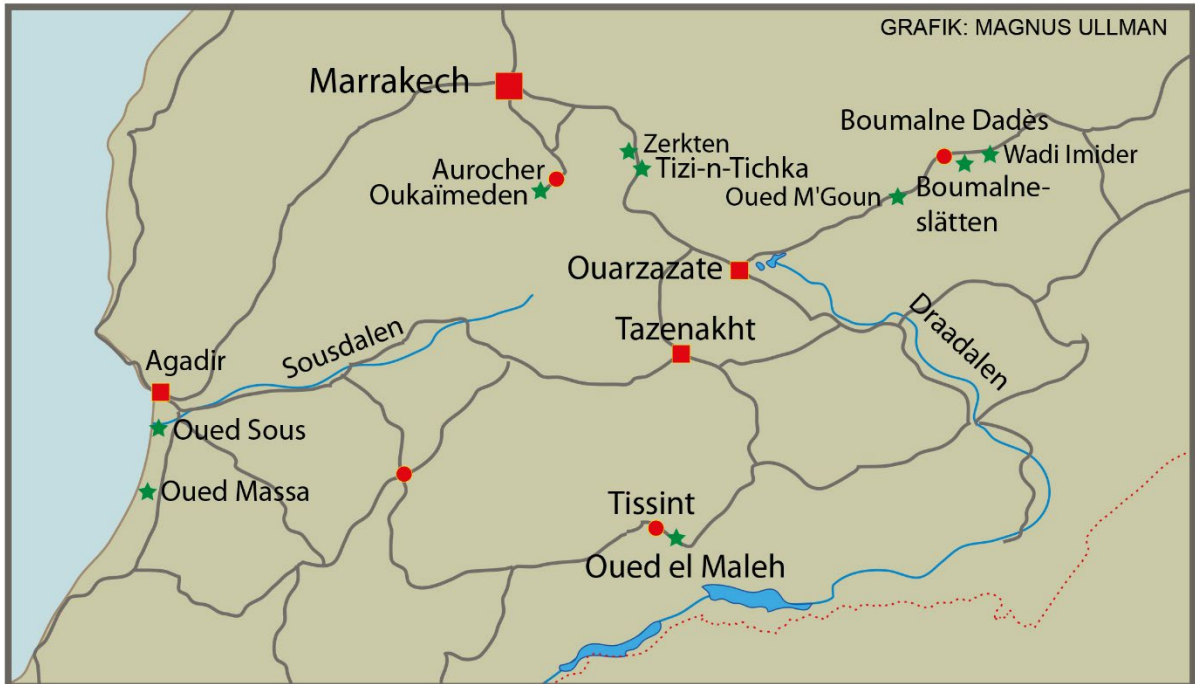 GRAFIK: MAGNUS ULLMAN
Marrakech
Boumalne Dadès
Zerkten
Tizi-n-Tichka
Wadi Imider
Aurocher
Oukaïmeden
Oued M'Goun
Boumalne-
slätten
Ouarzazate
Draadalen
Tazenakht
Sousdalen
Agadir
Oued Sous
Oued Massa
Tissint
Oued el Maleh